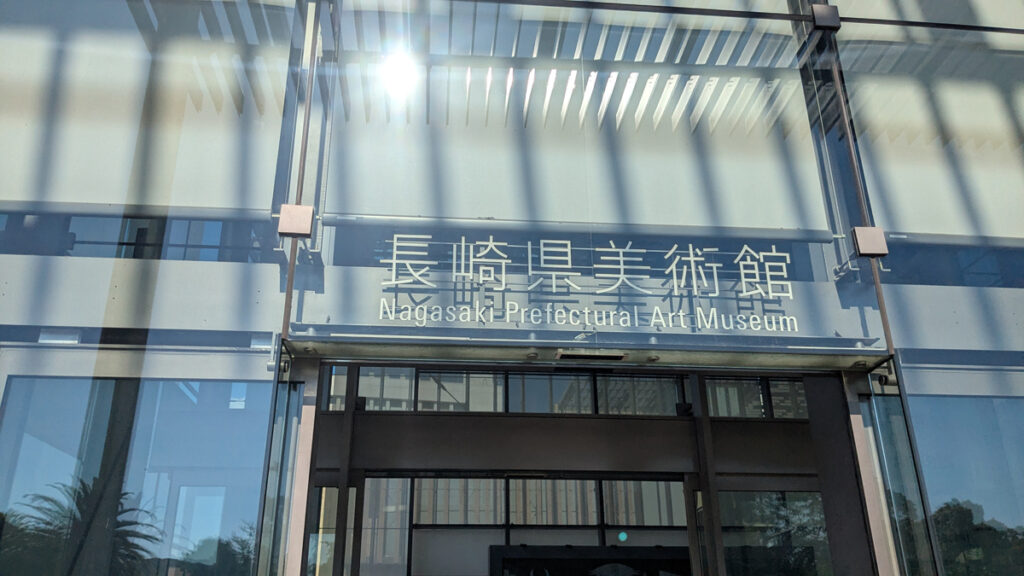 長崎県美術館
Nagasaki Prefectural Art Museum